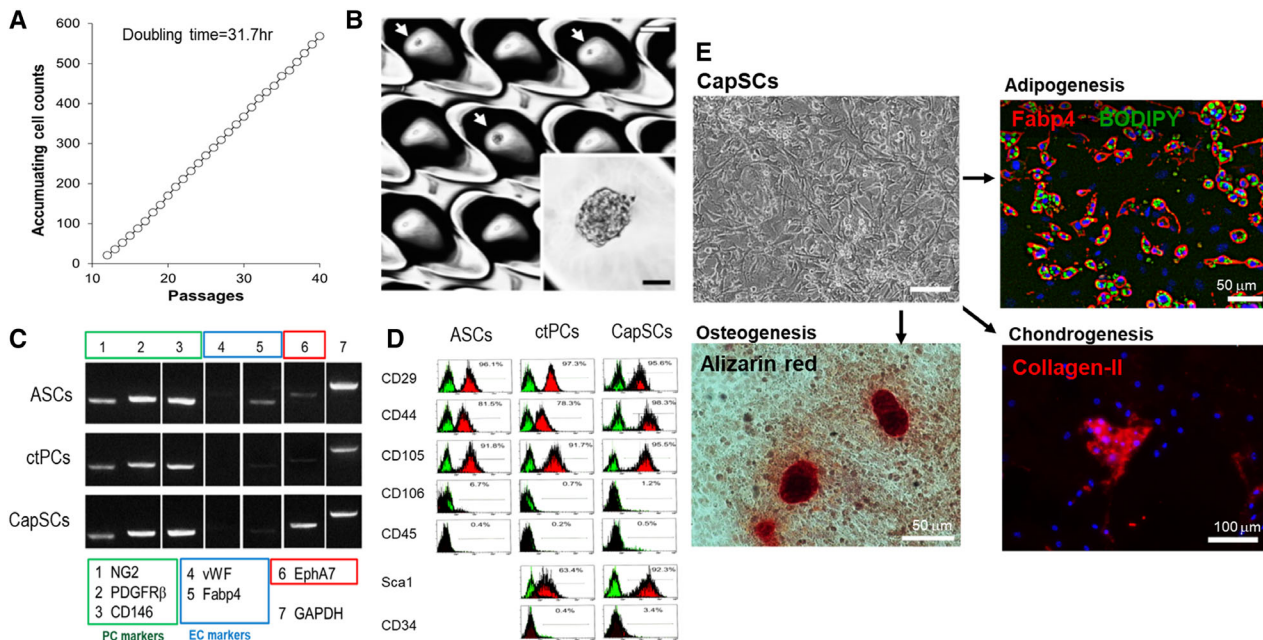 A
Doubling time=31.7hr
600
500
400
300
200
100
0
10
20
30
40
Accumuating cell counts
Passages
B
C
1 2 3 4 5 6 7
ASCs
ctPCs
CapSCs
1 NG2
2 PDGFRβ
3 CD146
4 vWF
5 Fabp4
6 EphA7
7 GAPDH
PC markers
EC markers
D
ASCs ctPCs CapSCs
CD29 96.1% 97.3% 95.6%
CD44 81.5% 78.3% 98.3%
CD105 91.8% 91.7% 95.5%
CD106 6.7% 0.7% 1.2%
CD45 0.4% 0.2% 0.5%
Sca1 63.4% 92.3%
CD34 0.4% 3.4%
E
CapSCs
Adipogenesis
Fabp4 BODIPY
50 μm
Osteogenesis
Alizarin red
50 μm
Chondrogenesis
Collagen-II
100 μm